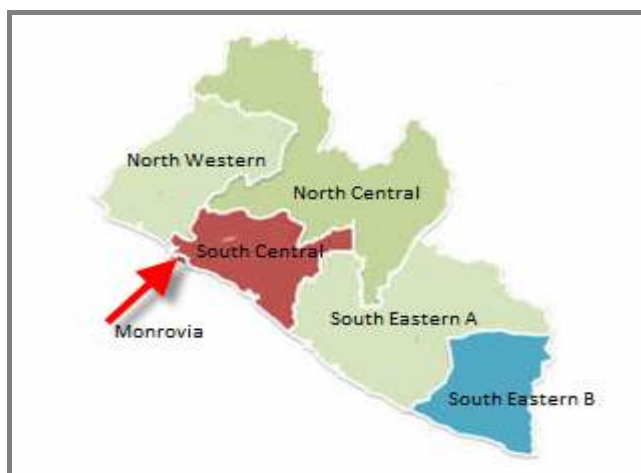 North Western
North Central
South Central
Monrovia
South Eastern A
South Eastern B